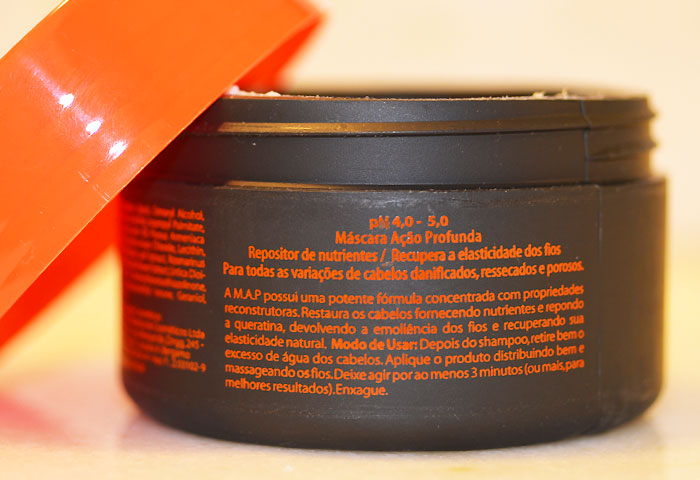 pH 4,0 - 5,0
Máscara Ação Profunda
Repositor de nutrientes / Recupera a elasticidade dos fios
Para todas as variações de cabelos danificados, ressecados e porosos.
A M.A.P possui uma potente fórmula concentrada com propriedades
reconstrutoras. Restaura os cabelos fornecendo nutrientes e repondo
a queratina, devolvendo a emoliência dos fios e recuperando sua
elasticidade natural. Modo de Usar: Depois do shampoo, retire bem o
excesso de água dos cabelos. Aplique o produto distribuindo bem e
massageando os fios. Deixe agir por ao menos 3 minutos (ou mais, para
melhores resultados). Enxague.
Alcohol,
Geraniol,
Ltda
245 -